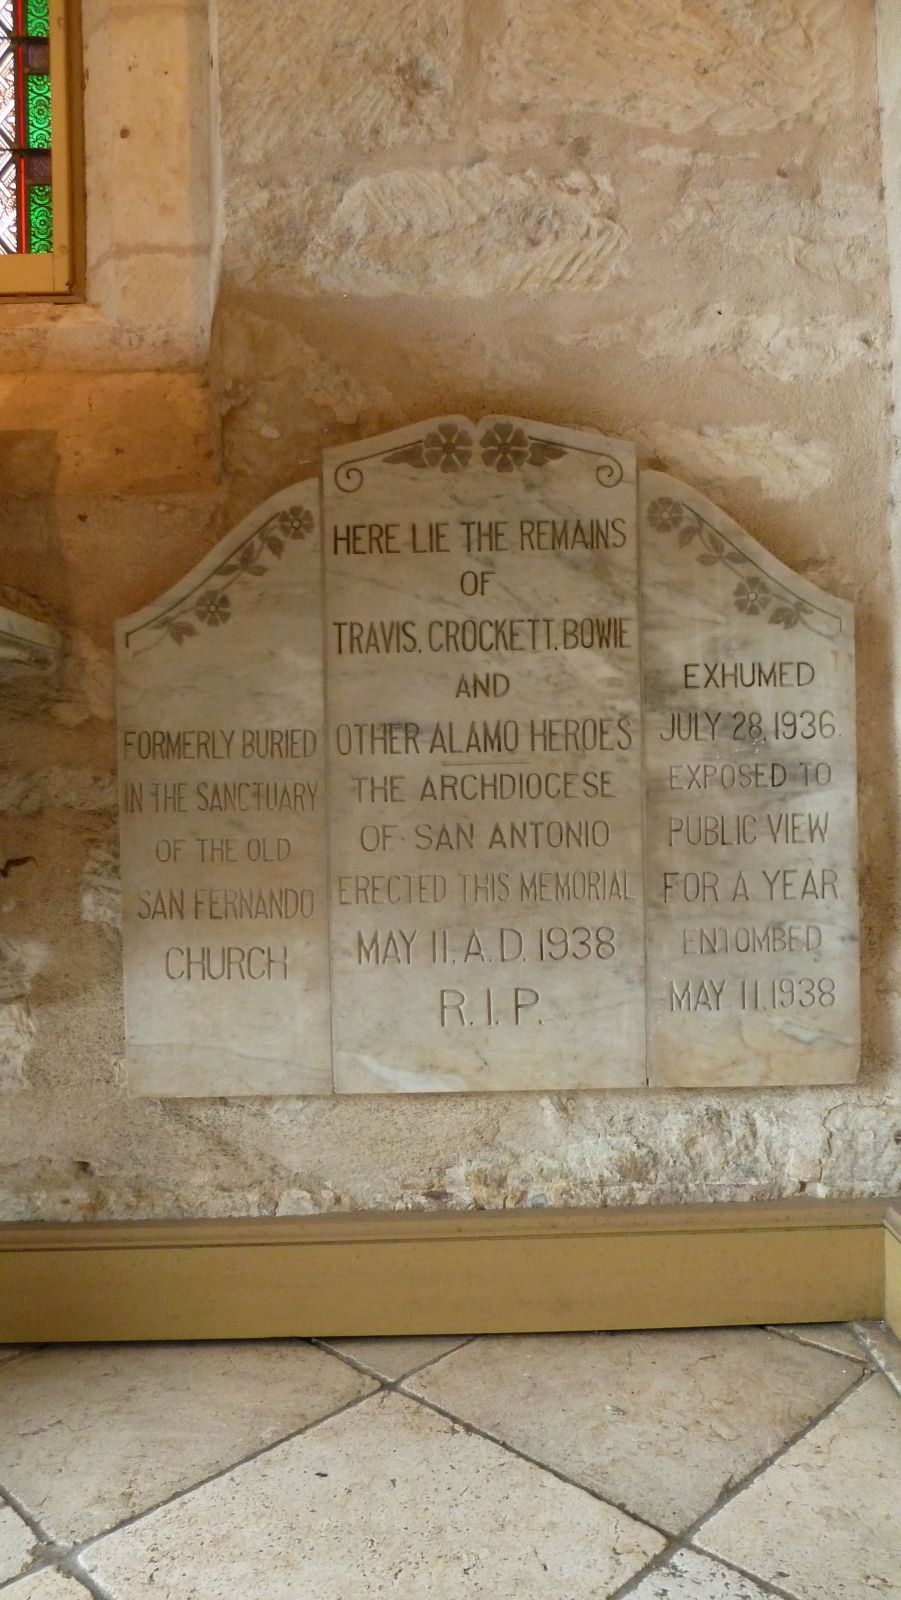 FORMERLY BURIED
IN THE SANCTUARY
OF THE OLD
SAN FERNANDO
CHURCH
HERE LIE THE REMAINS
OF
TRAVIS, CROCKETT, BOWIE
AND
OTHER ALAMO HEROES
THE ARCHDIOCESE
OF SAN ANTONIO
ERECTED THIS MEMORIAL
MAY 11. A.D. 1938
R.I.P.
EXHUMED
JULY 28, 1936.
EXPOSED TO
PUBLIC VIEW
FOR A YEAR.
ENTOMBED
MAY 11. 1938